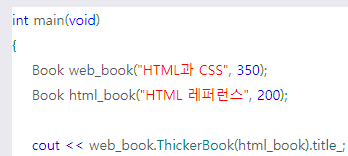 int main(void)
{
Book web_book("HTML과 CSS", 350);
Book html_book("HTML 레퍼런스", 200);
cout << web_book.ThickerBook(html_book).title_;